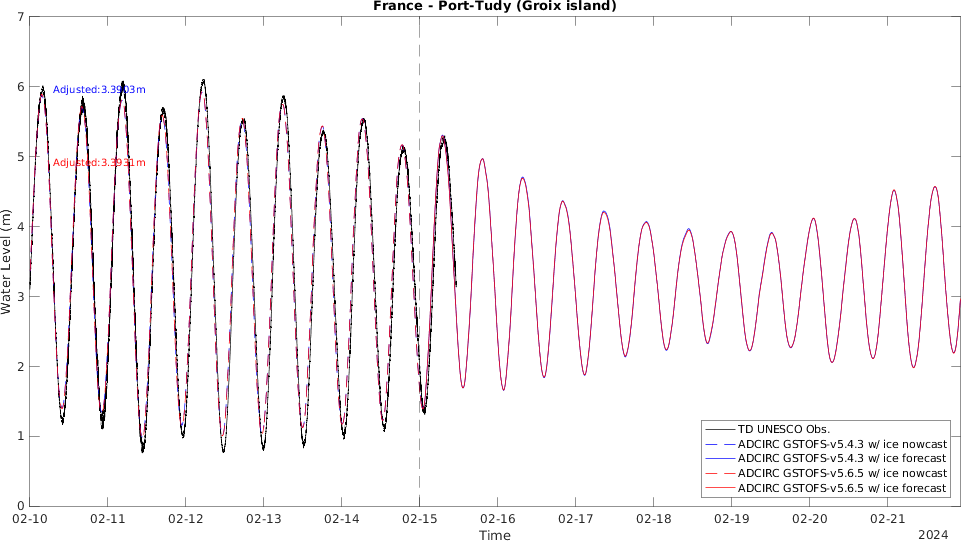 France - Port-Tudy (Groix island)
Water Level (m)
7
6
5
4
3
2
1
0
Adjusted:3.3903m
Adjusted:3.3931m
TD UNESCO Obs.
ADCIRC GSTOFS-v5.4.3 w/ ice nowcast
ADCIRC GSTOFS-v5.4.3 w/ ice forecast
ADCIRC GSTOFS-v5.6.5 w/ ice nowcast
ADCIRC GSTOFS-v5.6.5 w/ ice forecast
02-10 02-11 02-12 02-13 02-14 02-15 02-16 02-17 02-18 02-19 02-20 02-21
Time
2024